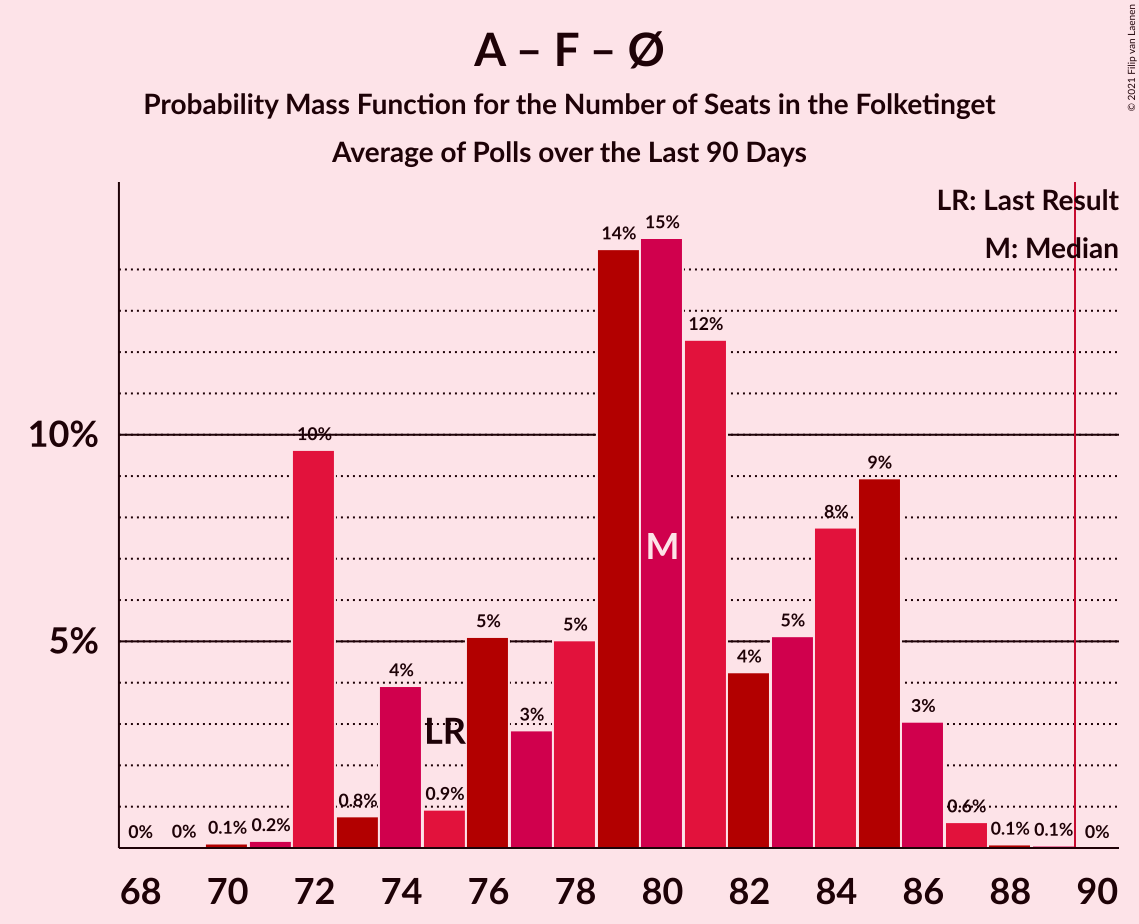 A – F – Ø
Probability Mass Function for the Number of Seats in the Folketinget
Average of Polls over the Last 90 Days
© 2021 Filip van Laenen
LR: Last Result
M: Median
10%
5%
0%
0%
0.1%
0.2%
10%
0.8%
4%
0.9%
5%
3%
5%
14%
15%
12%
4%
5%
8%
9%
3%
0.6%
0.1%
0.1%
0%
LR
M
68 70 72 74 76 78 80 82 84 86 88 90